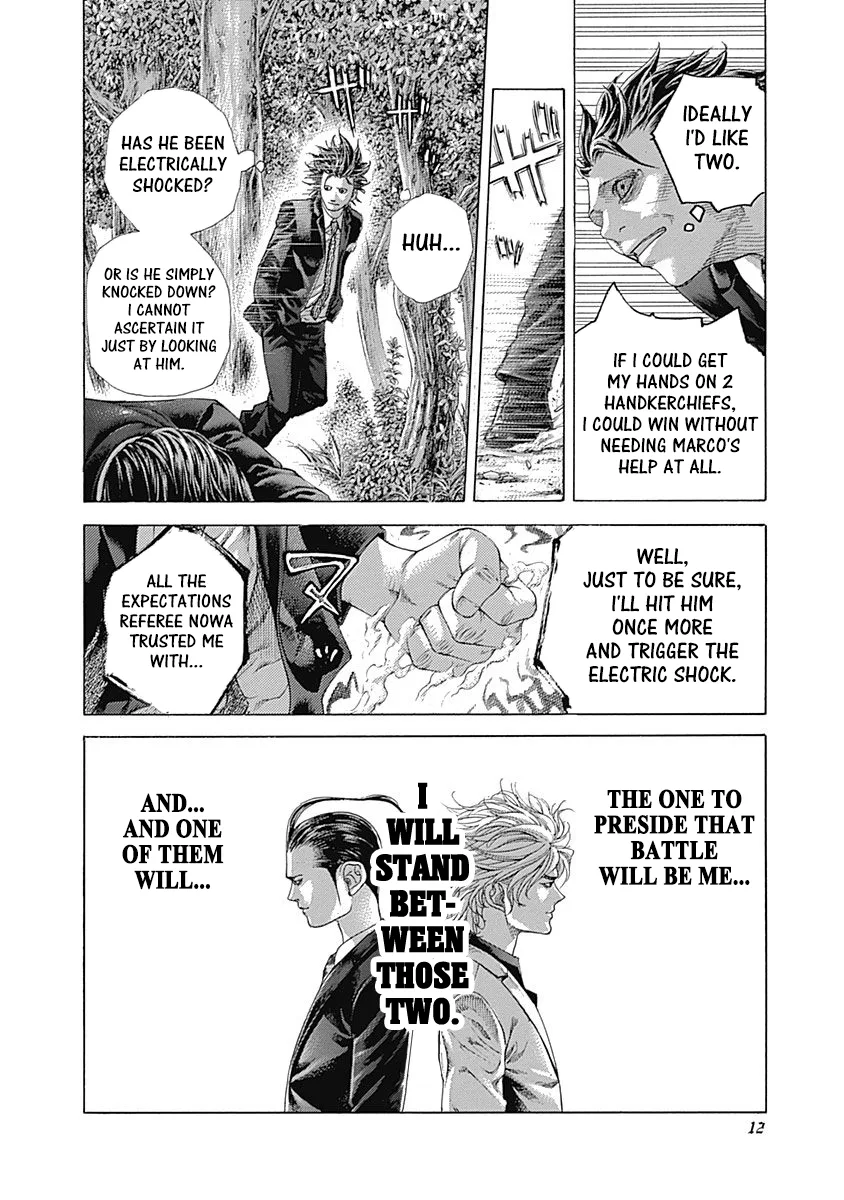 IDEALLY
I'D LIKE
TWO.
IF I COULD GET
MY HANDS ON 2
HANDKERCHIEFS,
I COULD WIN WITHOUT
NEEDING MARCO'S
HELP AT ALL.
ザ
ザ
HUH...
HAS HE BEEN
ELECTRICALLY
SHOCKED?
OR IS HE SIMPLY
KNOCKED DOWN?
I CANNOT
ASCERTAIN IT
JUST BY LOOKING
AT HIM.
WELL,
JUST TO BE SURE,
I'LL HIT HIM
ONCE MORE
AND TRIGGER THE
ELECTRIC SHOCK.
ALL THE
EXPECTATIONS
REFEREE NOWA
TRUSTED ME
WITH...
THE ONE TO
PRESIDE THAT
BATTLE
WILL BE ME...
I
WILL
STAND
BET-
WEEN
THOSE
TWO.
AND...
AND ONE
OF THEM
WILL...
12